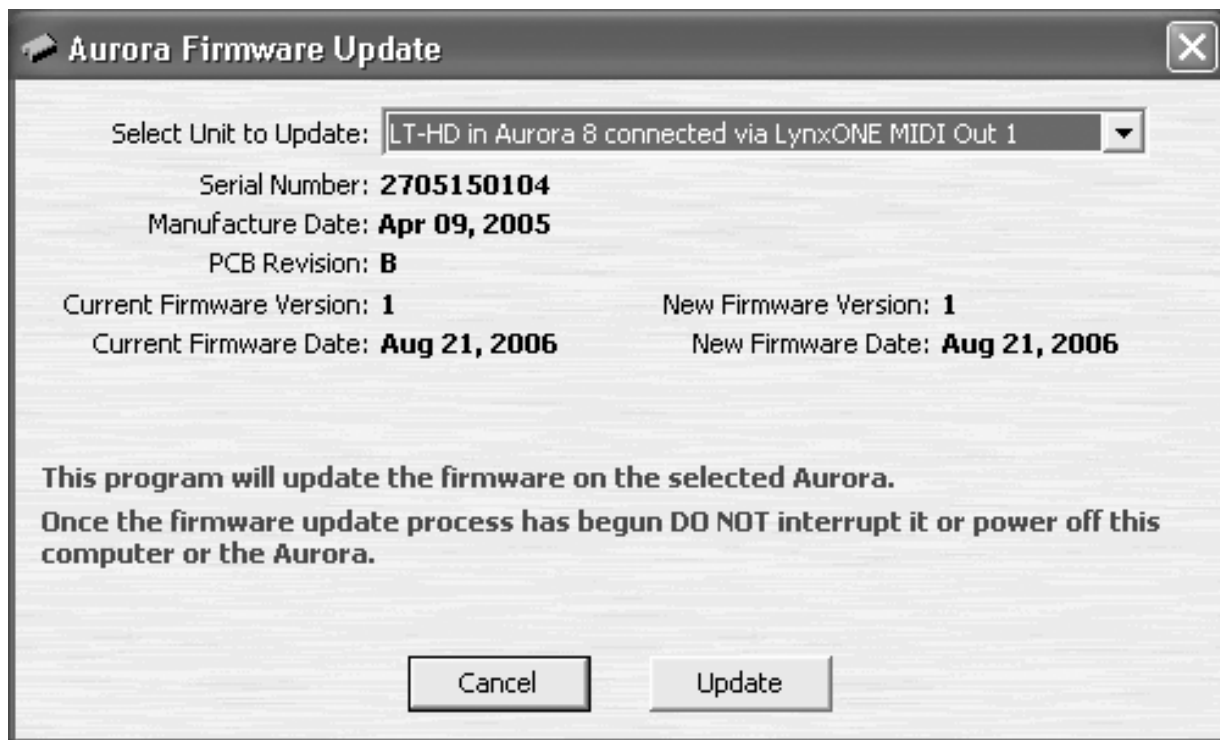 Aurora Firmware Update
Select Unit to Update: LT-HD in Aurora 8 connected via LynxONE MIDI Out 1
Serial Number: 2705150104
Manufacture Date: Apr 09, 2005
PCB Revision: B
Current Firmware Version: 1 New Firmware Version: 1
Current Firmware Date: Aug 21, 2006 New Firmware Date: Aug 21, 2006
This program will update the firmware on the selected Aurora.
Once the firmware update process has begun DO NOT interrupt it or power off this
computer or the Aurora.
Cancel Update